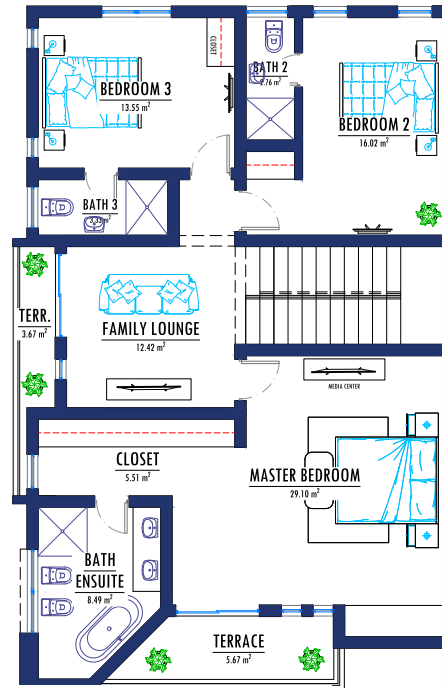 CLOSET
BATH 2
2.76 m²
BEDROOM 3
13.55 m²
BEDROOM 2
16.02 m²
BATH 3
3.33 m²
TERR.
3.67 m²
FAMILY LOUNGE
12.42 m²
MEDIA CENTER
CLOSET
5.51 m²
MASTER BEDROOM
29.10 m²
BATH
ENSUITE
8.49 m²
TERRACE
5.67 m²